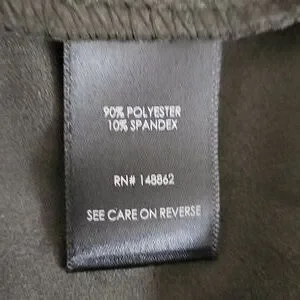 90% POLYESTER
10% SPANDEX
RN# 148862
SEE CARE ON REVERSE